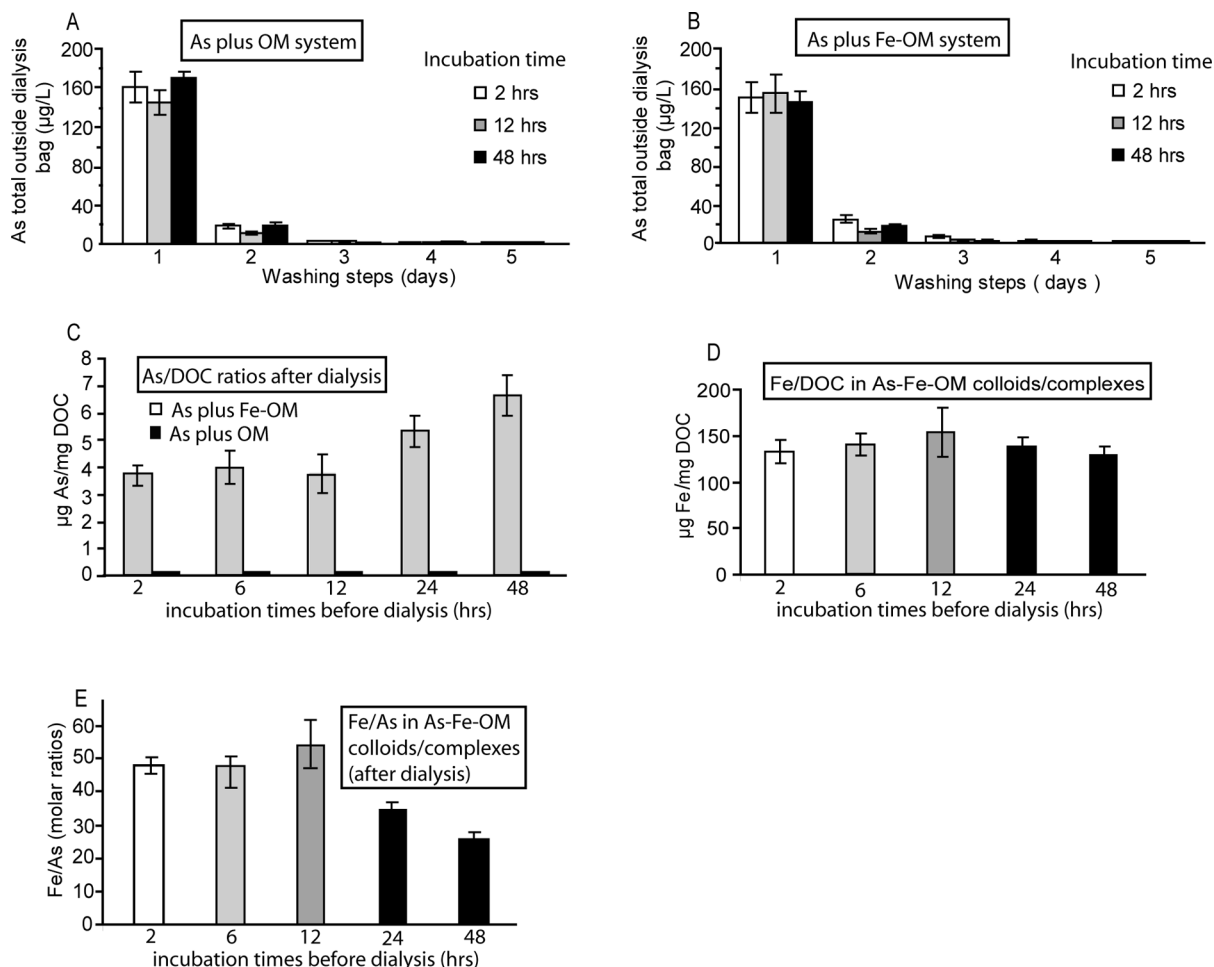 A
As plus OM system
As total outside dialysis
bag (µg/L)
200
160
120
80
40
0
Incubation time
2 hrs
12 hrs
48 hrs
1 2 3 4 5
Washing steps (days)
B
As plus Fe-OM system
As total outside dialysis
bag (µg/L)
200
160
120
80
40
0
Incubation time
2 hrs
12 hrs
48 hrs
1 2 3 4 5
Washing steps ( days )
C
As/DOC ratios after dialysis
As plus Fe-OM
As plus OM
µg As/mg DOC
8
7
6
5
4
3
2
1
0
2 6 12 24 48
incubation times before dialysis (hrs)
D
Fe/DOC in As-Fe-OM colloids/complexes
µg Fe/mg DOC
200
150
100
50
0
2 6 12 24 48
incubation times before dialysis (hrs)
E
Fe/As in As-Fe-OM
colloids/complexes
(after dialysis)
Fe/As (molar ratios)
60
50
40
30
20
10
0
2 6 12 24 48
incubation times before dialysis (hrs)